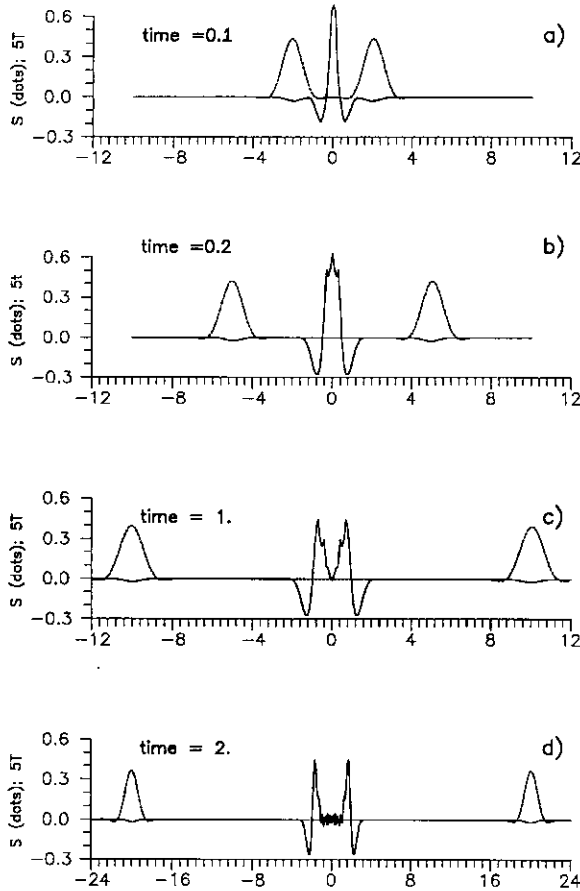 S (dots); 5T
0.6
0.3
0.0
−0.3
time =0.1
a)
−12 −8 −4 0 4 8 12
S (dots); 5t
0.6
0.3
0.0
−0.3
time =0.2
b)
−12 −8 −4 0 4 8 12
S (dots); 5T
0.6
0.3
0.0
−0.3
time = 1.
c)
−12 −8 −4 0 4 8 12
S (dots); 5T
0.6
0.3
0.0
−0.3
time = 2.
d)
−24 −16 −8 0 8 16 24